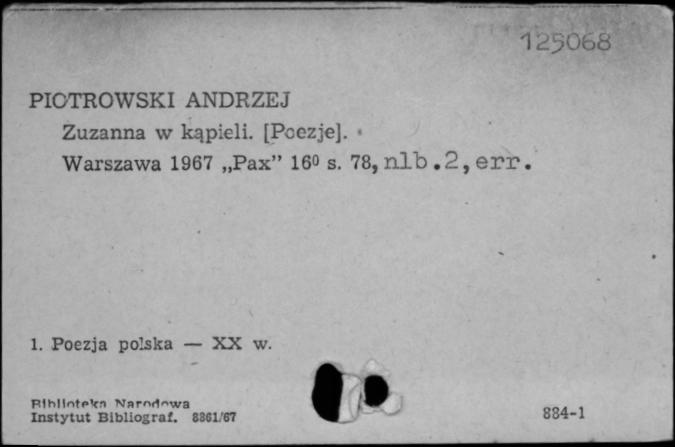 125068
PIOTROWSKI ANDRZEJ
Zuzanna w kąpieli. [Poezje].
Warszawa 1967 „Pax” 16⁰ s. 78, nlb.2, err.
1. Poezja polska — XX w.
Biblioteka Narodowa
Instytut Bibliograf. 8361/67
884-1